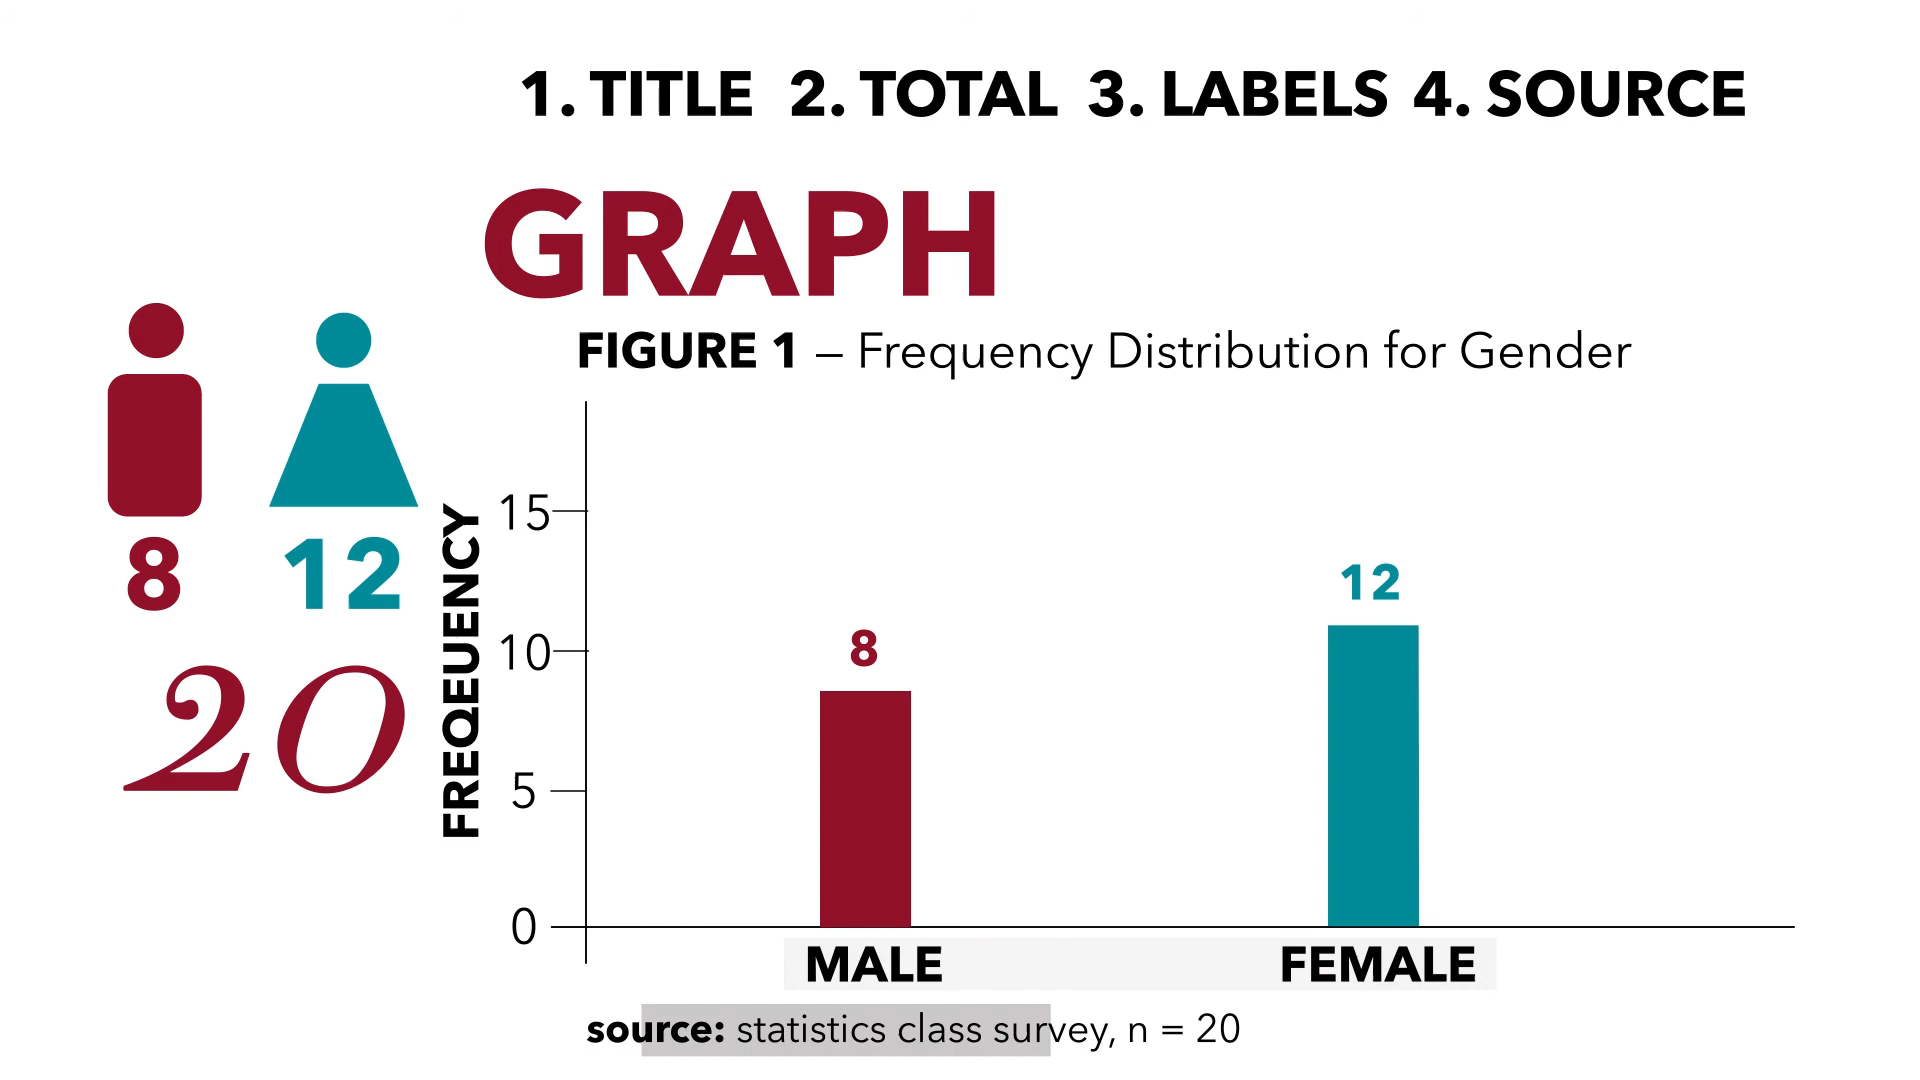 1. TITLE 2. TOTAL 3. LABELS 4. SOURCE
GRAPH
FIGURE 1 – Frequency Distribution for Gender
8 12
20
FREQEUENCY
15
10
5
0
8
12
MALE FEMALE
source: statistics class survey, n = 20